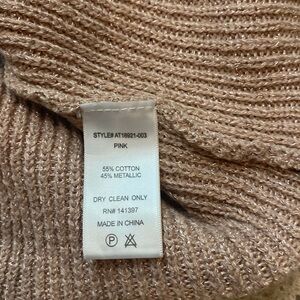 STYLE# AT18921-003
PINK
55% COTTON
45% METALLIC
DRY CLEAN ONLY
RN# 141397
MADE IN CHINA
P